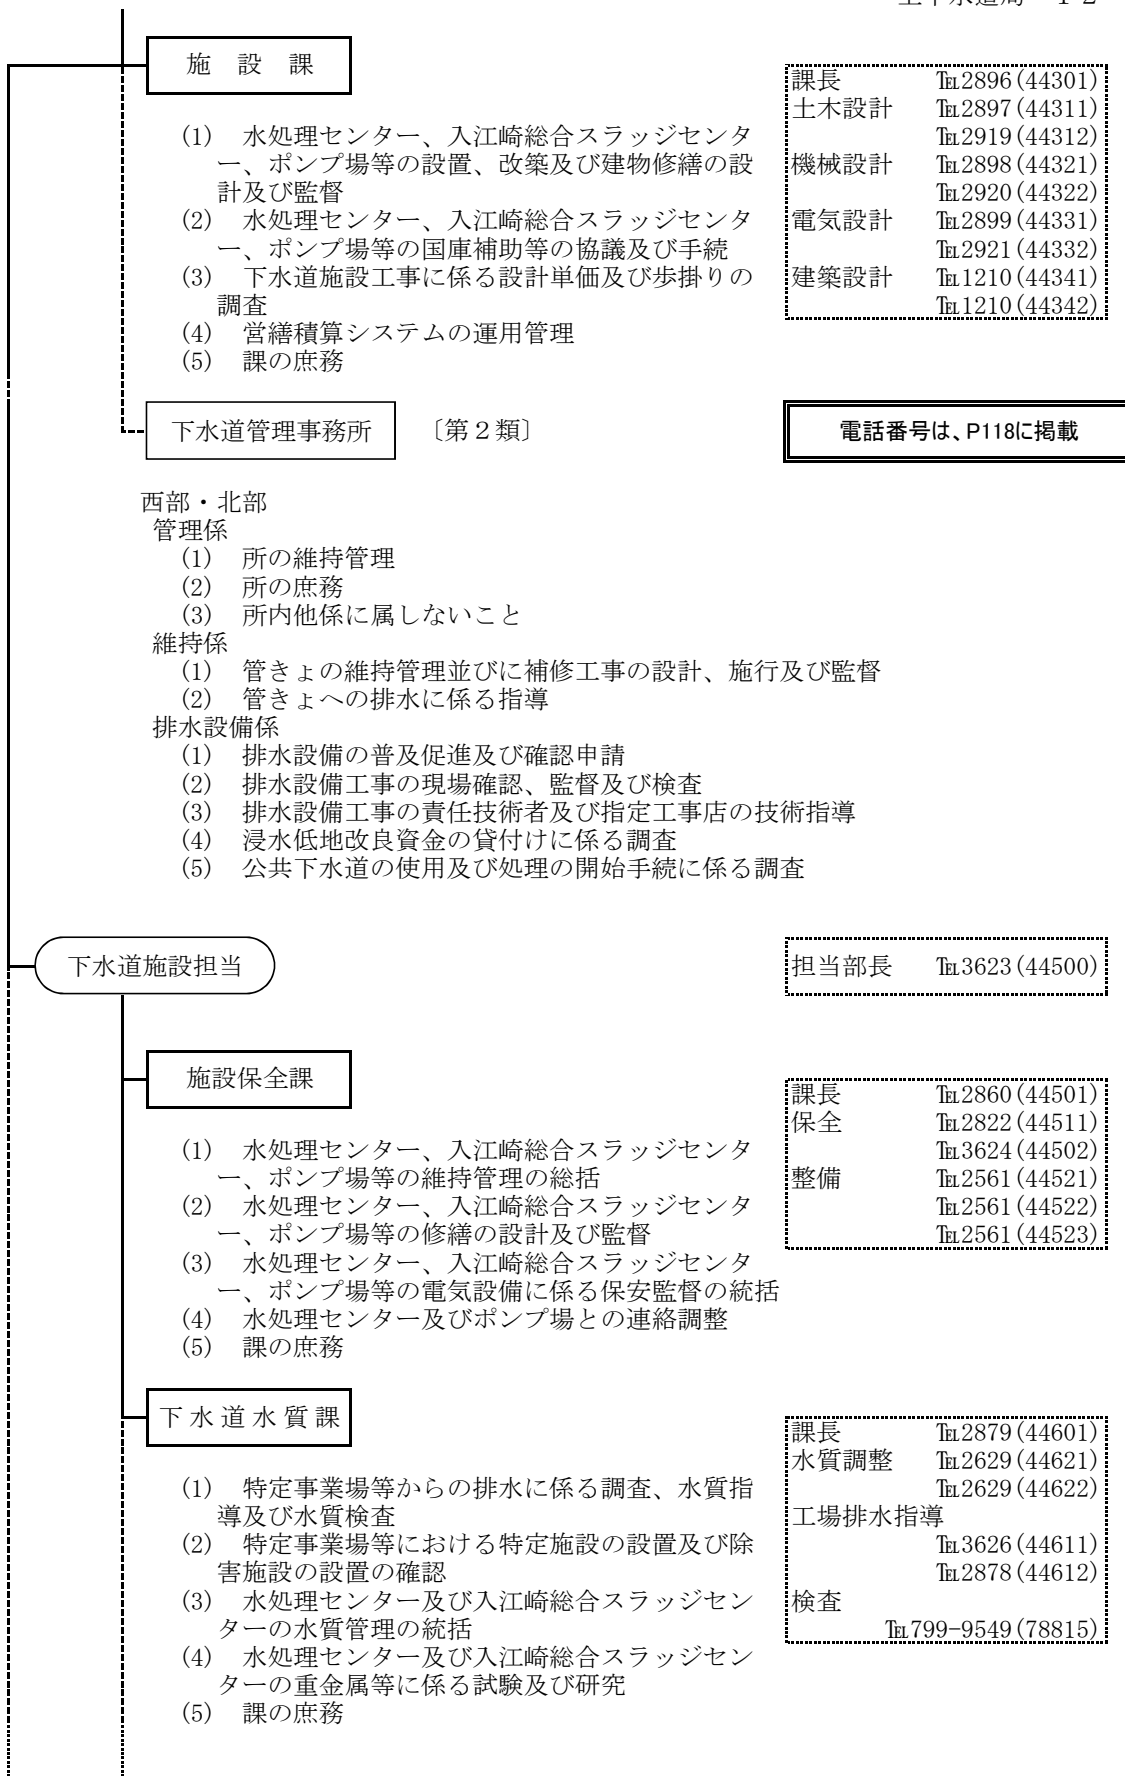 上下水道局　１２
施　設　課
課長　℡2896(44301)
土木設計　℡2897(44311)
℡2919(44312)
機械設計　℡2898(44321)
℡2920(44322)
電気設計　℡2899(44331)
℡2921(44332)
建築設計　℡1210(44341)
℡1210(44342)
(1)　水処理センター、入江崎総合スラッジセンタ
ー、ポンプ場等の設置、改築及び建物修繕の設
計及び監督
(2)　水処理センター、入江崎総合スラッジセンタ
ー、ポンプ場等の国庫補助等の協議及び手続
(3)　下水道施設工事に係る設計単価及び歩掛りの
調査
(4)　営繕積算システムの運用管理
(5)　課の庶務
下水道管理事務所　〔第２類〕
電話番号は、P118に掲載
西部・北部
管理係
(1)　所の維持管理
(2)　所の庶務
(3)　所内他係に属しないこと
維持係
(1)　管きょの維持管理並びに補修工事の設計、施行及び監督
(2)　管きょへの排水に係る指導
排水設備係
(1)　排水設備の普及促進及び確認申請
(2)　排水設備工事の現場確認、監督及び検査
(3)　排水設備工事の責任技術者及び指定工事店の技術指導
(4)　浸水低地改良資金の貸付けに係る調査
(5)　公共下水道の使用及び処理の開始手続に係る調査
下水道施設担当
担当部長　℡3623(44500)
施設保全課
課長　℡2860(44501)
保全　℡2822(44511)
℡3624(44502)
整備　℡2561(44521)
℡2561(44522)
℡2561(44523)
(1)　水処理センター、入江崎総合スラッジセンタ
ー、ポンプ場等の維持管理の総括
(2)　水処理センター、入江崎総合スラッジセンタ
ー、ポンプ場等の修繕の設計及び監督
(3)　水処理センター、入江崎総合スラッジセンタ
ー、ポンプ場等の電気設備に係る保安監督の統括
(4)　水処理センター及びポンプ場との連絡調整
(5)　課の庶務
下水道水質課
課長　℡2879(44601)
水質調整　℡2629(44621)
℡2629(44622)
工場排水指導
℡3626(44611)
℡2878(44612)
検査
℡799-9549(78815)
(1)　特定事業場等からの排水に係る調査、水質指
導及び水質検査
(2)　特定事業場等における特定施設の設置及び除
害施設の設置の確認
(3)　水処理センター及び入江崎総合スラッジセン
ターの水質管理の統括
(4)　水処理センター及び入江崎総合スラッジセン
ターの重金属等に係る試験及び研究
(5)　課の庶務